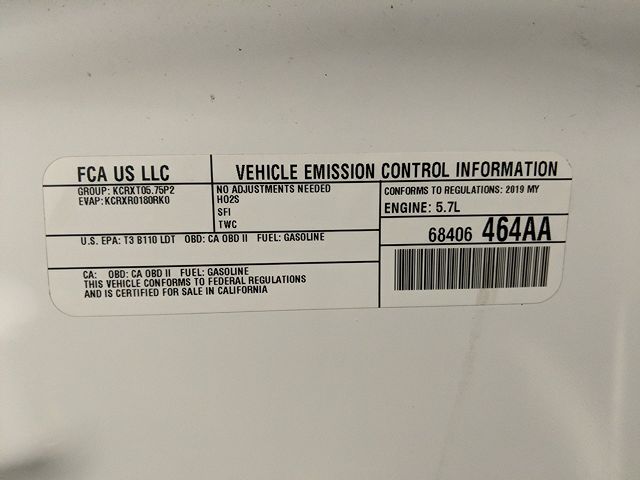 FCA US LLC
VEHICLE EMISSION CONTROL INFORMATION
GROUP: KCRXT05.75P2
EVAP: KCRXR0180RK0
NO ADJUSTMENTS NEEDED
HO2S
SFI
TWC
CONFORMS TO REGULATIONS: 2019 MY
ENGINE: 5.7L
U.S. EPA: T3 B110 LDT OBD: CA OBD II FUEL: GASOLINE
68406 464AA
CA: OBD: CA OBD II FUEL: GASOLINE
THIS VEHICLE CONFORMS TO FEDERAL REGULATIONS
AND IS CERTIFIED FOR SALE IN CALIFORNIA